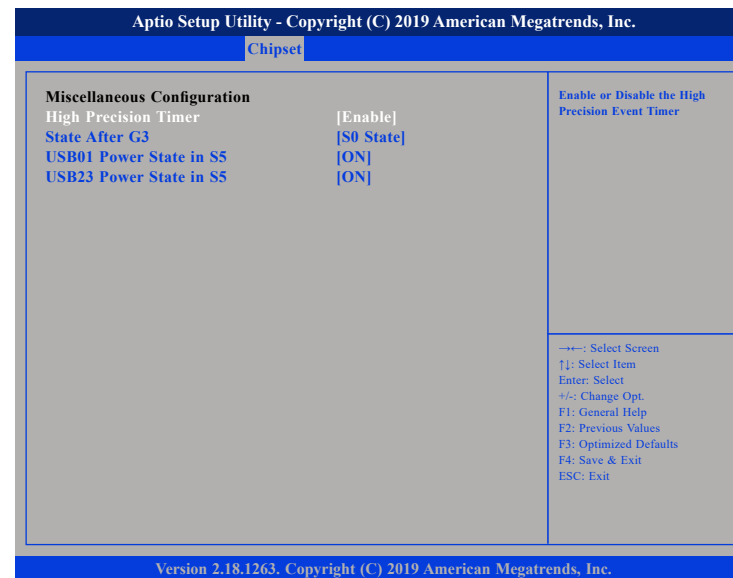 Aptio Setup Utility - Copyright (C) 2019 American Megatrends, Inc.
Chipset
Miscellaneous Configuration
High Precision Timer [Enable]
State After G3 [S0 State]
USB01 Power State in S5 [ON]
USB23 Power State in S5 [ON]
Enable or Disable the High
Precision Event Timer
→←: Select Screen
↑↓: Select Item
Enter: Select
+/-: Change Opt.
F1: General Help
F2: Previous Values
F3: Optimized Defaults
F4: Save & Exit
ESC: Exit
Version 2.18.1263. Copyright (C) 2019 American Megatrends, Inc.